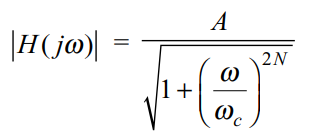 |H(jω)| = A / √(1 + (ω/ω_c)^{2N})